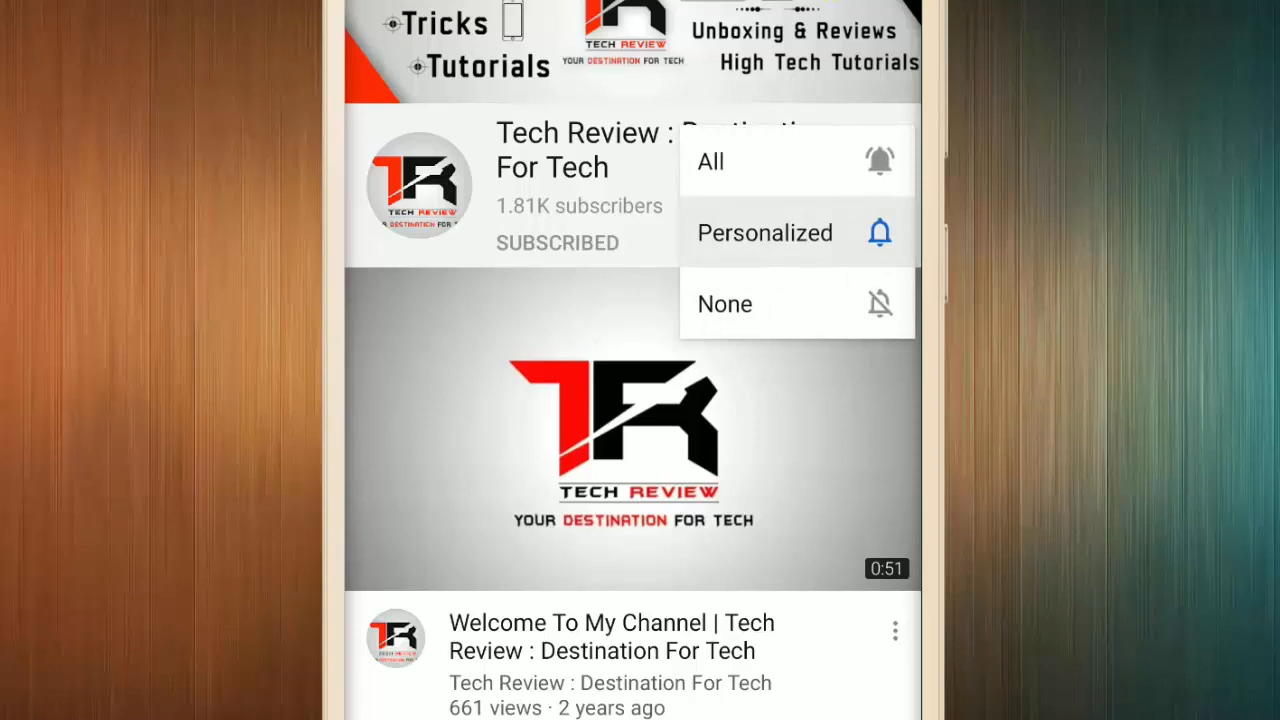 Tricks
Tutorials
TECH REVIEW
YOUR DESTINATION FOR TECH
Unboxing & Reviews
High Tech Tutorials
Tech Review :
For Tech
1.81K subscribers
SUBSCRIBED
All
Personalized
None
TECH REVIEW
TECH REVIEW
YOUR DESTINATION FOR TECH
0:51
Welcome To My Channel | Tech
Review : Destination For Tech
Tech Review : Destination For Tech
661 views · 2 years ago